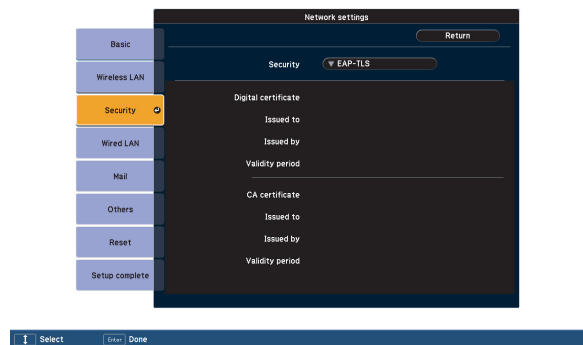 Network settings
Return
Basic
Security ▼ EAP-TLS
Wireless LAN
Digital certificate
Security
Issued to
Wired LAN
Issued by
Validity period
Mail
CA certificate
Others
Issued to
Reset
Issued by
Validity period
Setup complete
Select Enter Done